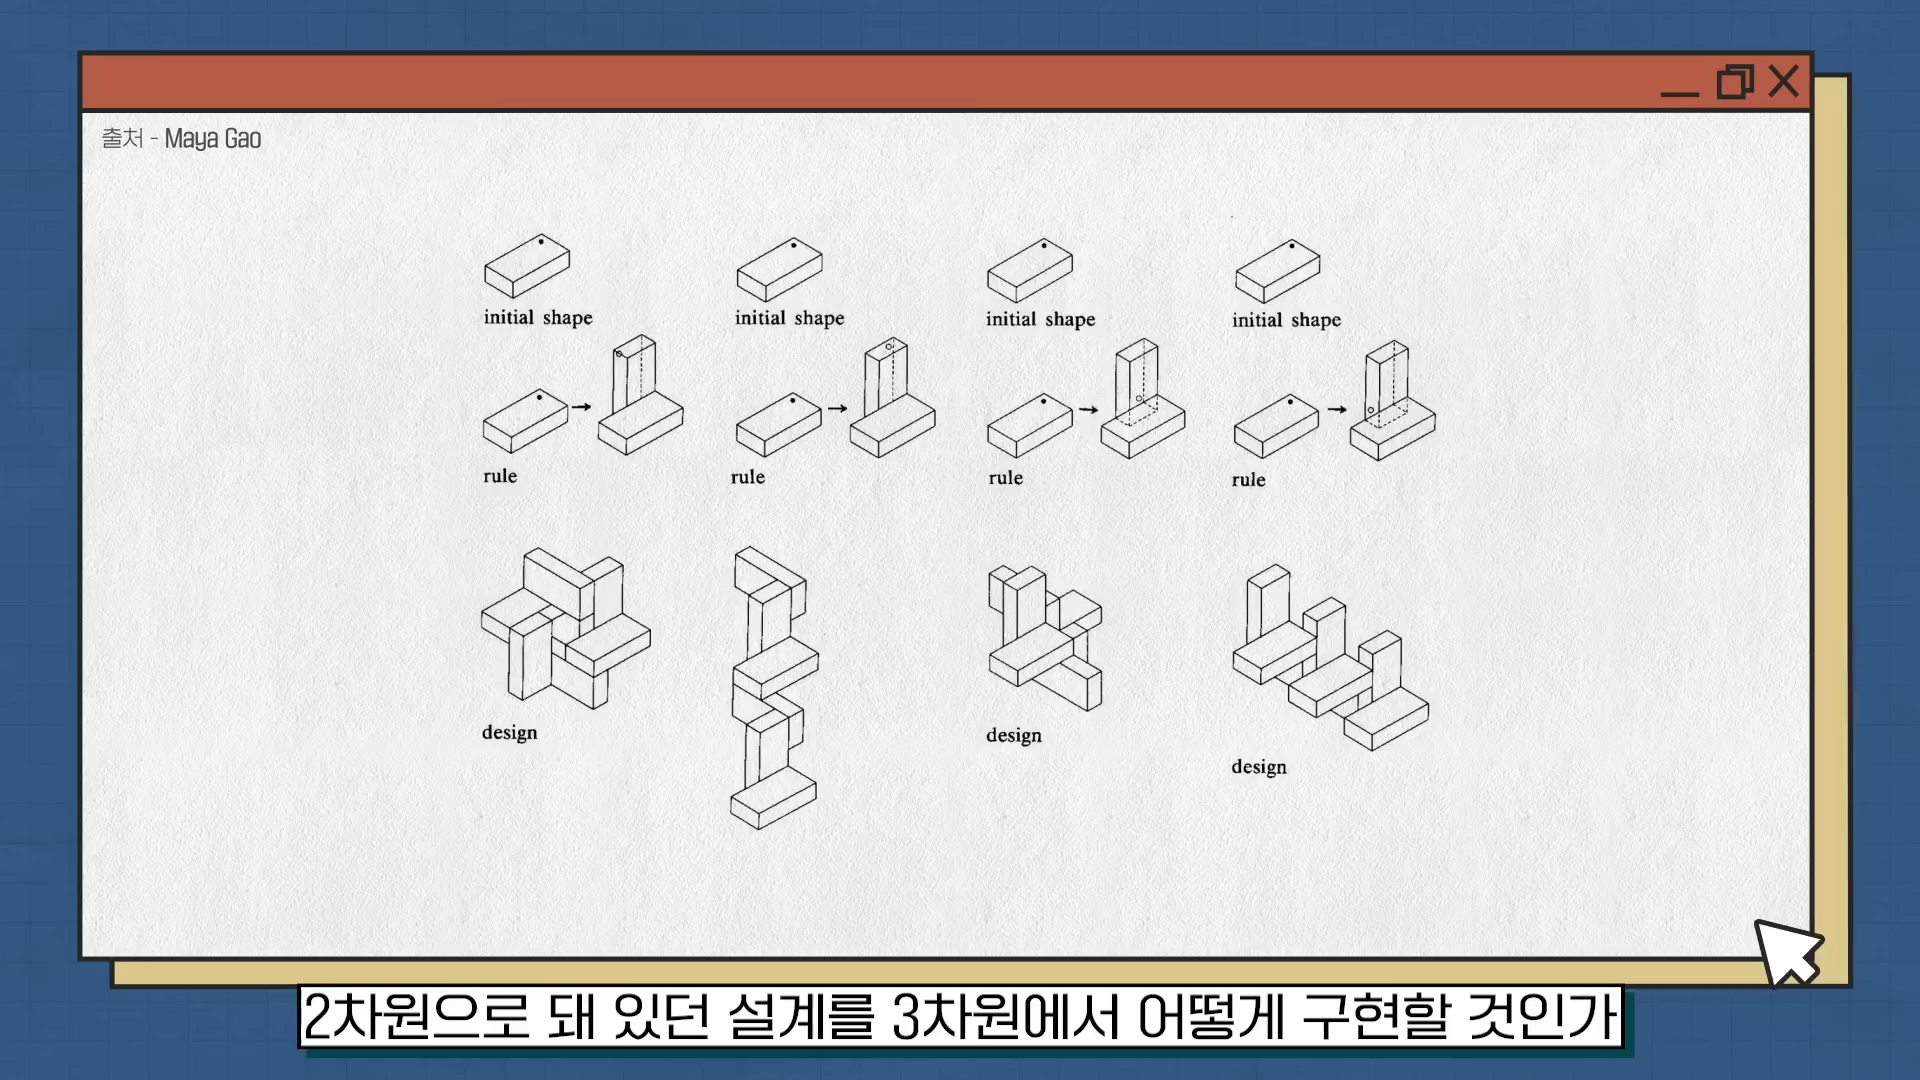 출처 - Maya Gao
initial shape
initial shape
initial shape
initial shape
rule
rule
rule
rule
design
design
design
2차원으로 돼 있던 설계를 3차원에서 어떻게 구현할 것인가